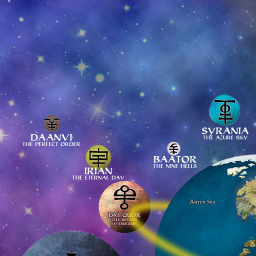 DAANVI
THE PERFECT ORDER
SYRANIA
THE AZURE SKY
IRIAN
THE ETERNAL DAY
BAATOR
THE NINE HELLS
DAL QUOR
THE REGION
OF DREAMS
Barren Sea